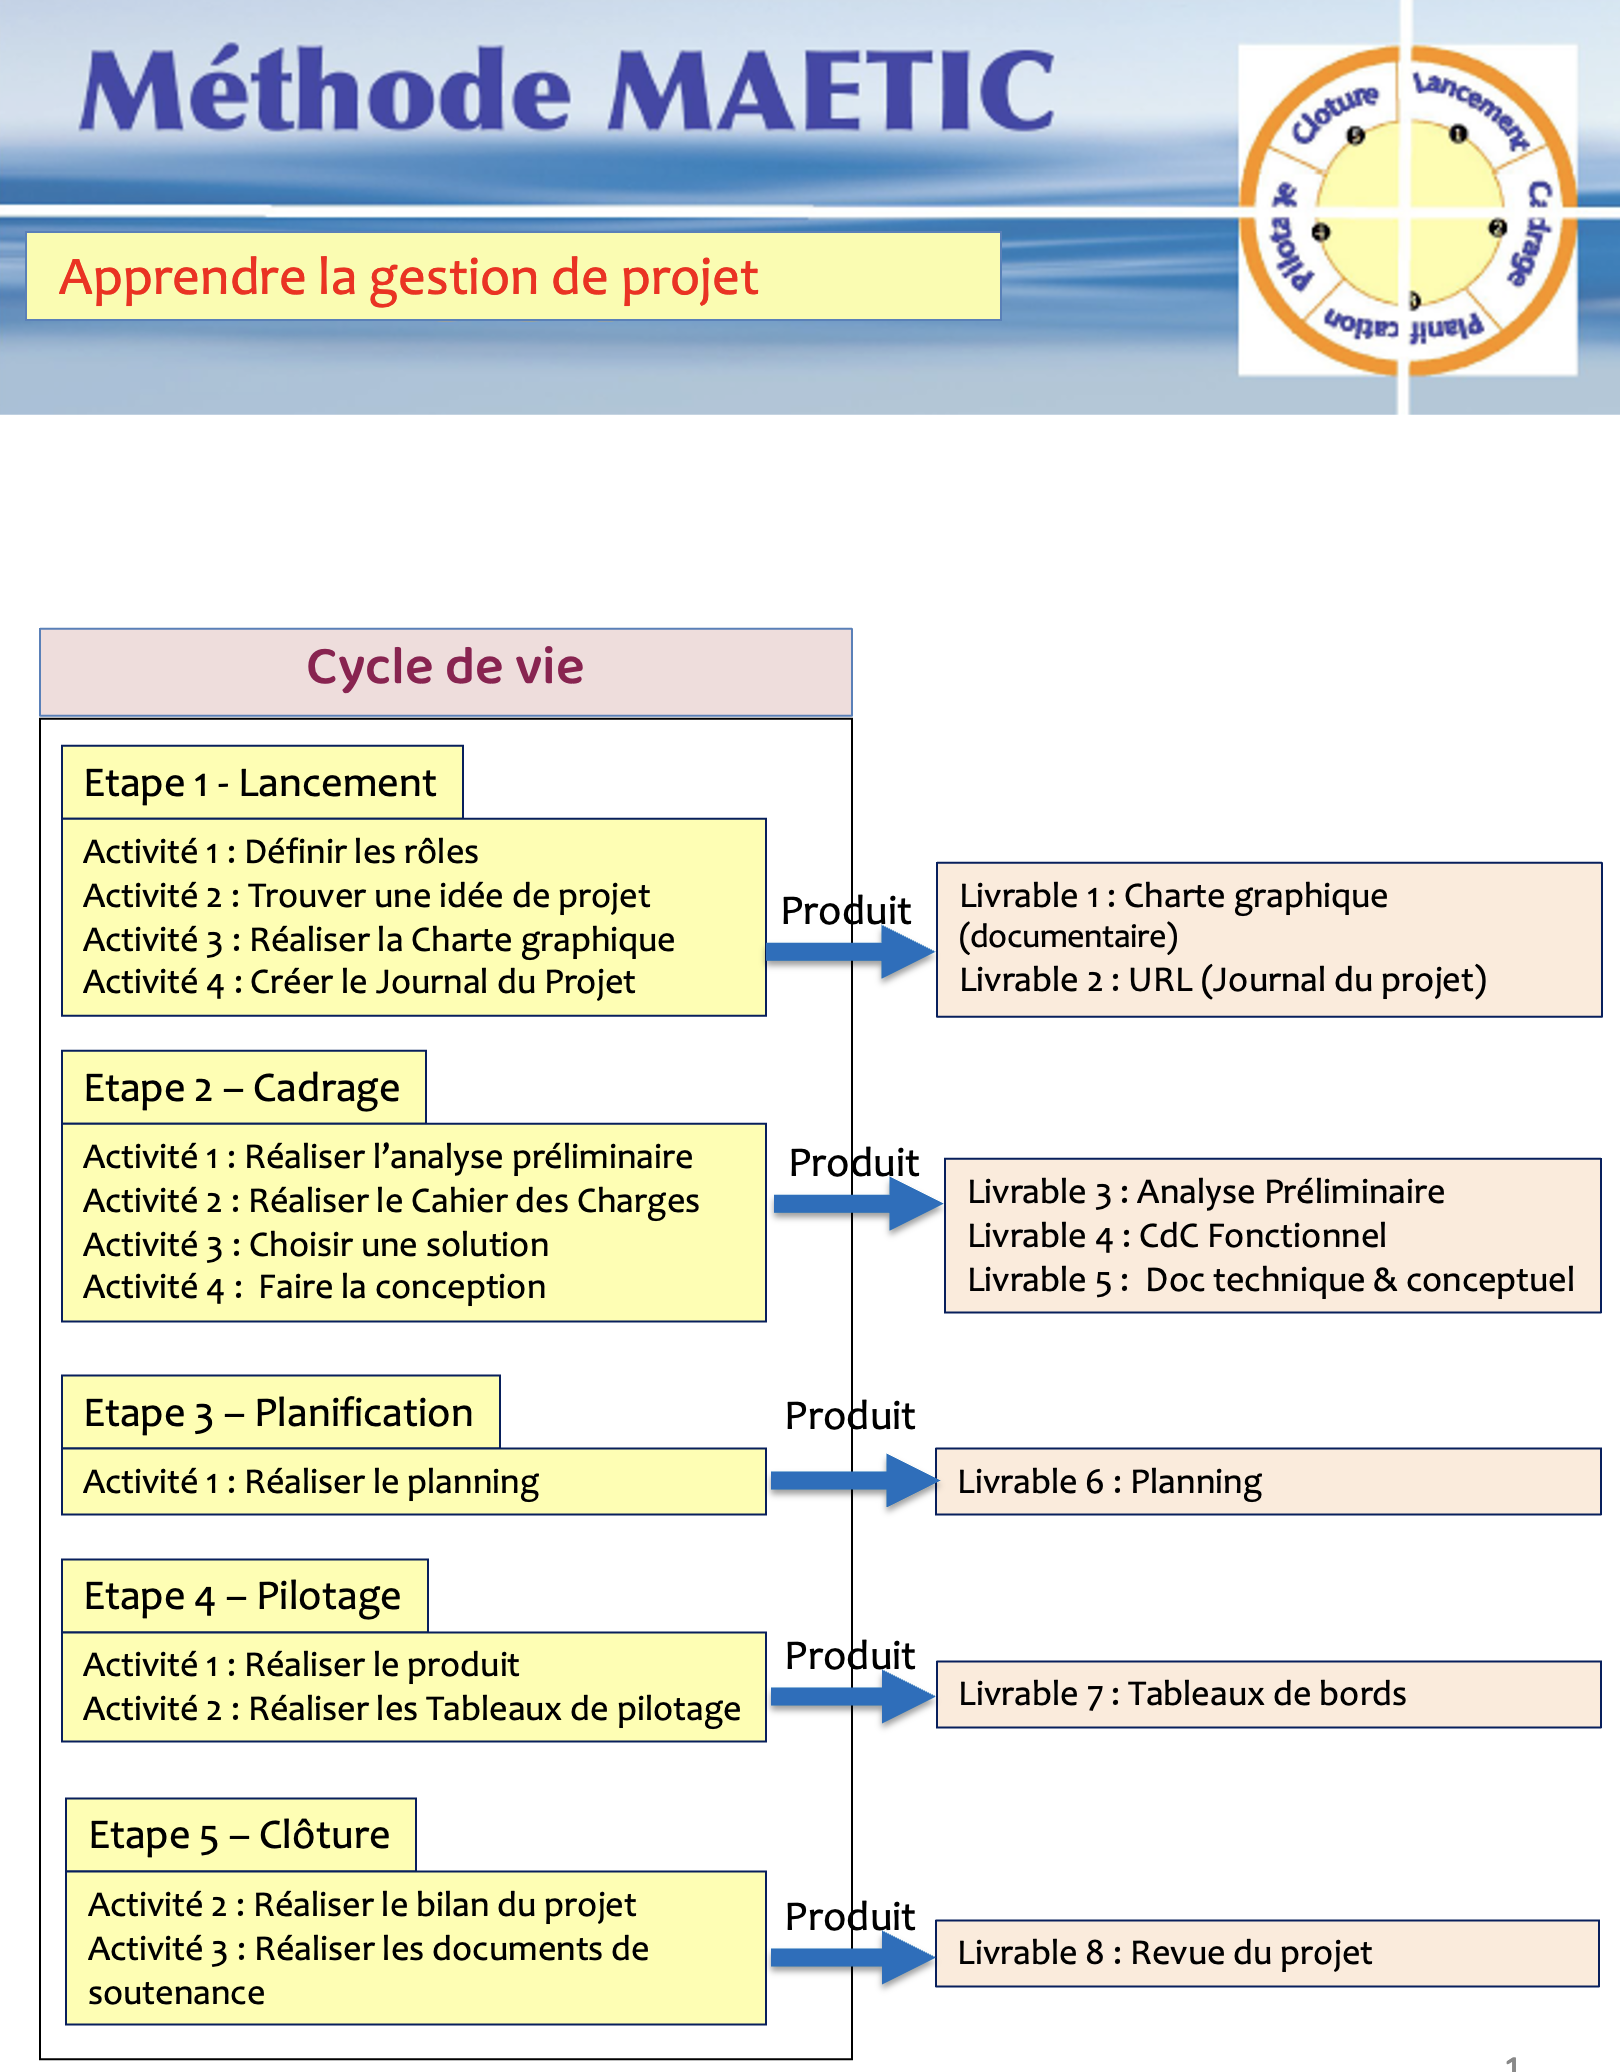 Méthode MAETIC
Lancement
Cadrage
Planification
Pilotage
Cloture
1
2
4
5
Apprendre la gestion de projet
Cycle de vie
Etape 1 - Lancement
Activité 1 : Définir les rôles
Activité 2 : Trouver une idée de projet
Activité 3 : Réaliser la Charte graphique
Activité 4 : Créer le Journal du Projet
Produit
Livrable 1 : Charte graphique
(documentaire)
Livrable 2 : URL (Journal du projet)
Etape 2 – Cadrage
Activité 1 : Réaliser l’analyse préliminaire
Activité 2 : Réaliser le Cahier des Charges
Activité 3 : Choisir une solution
Activité 4 :  Faire la conception
Produit
Livrable 3 : Analyse Préliminaire
Livrable 4 : CdC Fonctionnel
Livrable 5 :  Doc technique & conceptuel
Etape 3 – Planification
Activité 1 : Réaliser le planning
Produit
Livrable 6 : Planning
Etape 4 – Pilotage
Activité 1 : Réaliser le produit
Activité 2 : Réaliser les Tableaux de pilotage
Produit
Livrable 7 : Tableaux de bords
Etape 5 – Clôture
Activité 2 : Réaliser le bilan du projet
Activité 3 : Réaliser les documents de
soutenance
Produit
Livrable 8 : Revue du projet
1